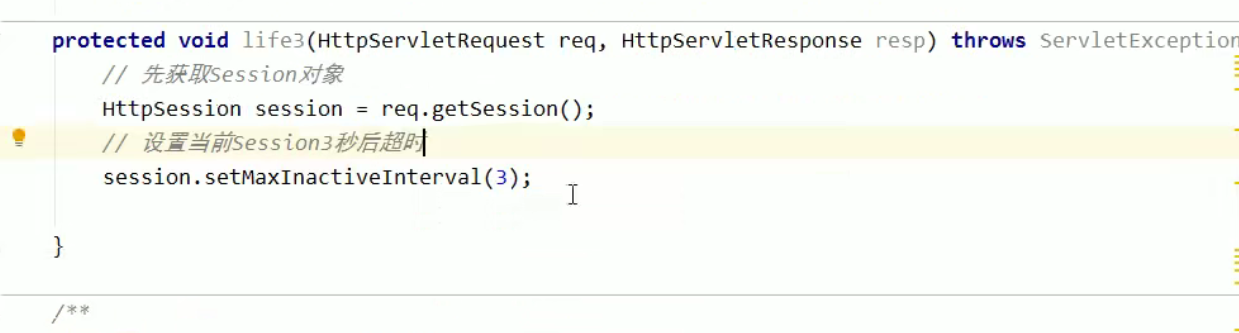 protected void life3(HttpServletRequest req, HttpServletResponse resp) throws ServletException
// 先获取Session对象
HttpSession session = req.getSession();
// 设置当前Session3秒后超时
session.setMaxInactiveInterval(3);
}
/**